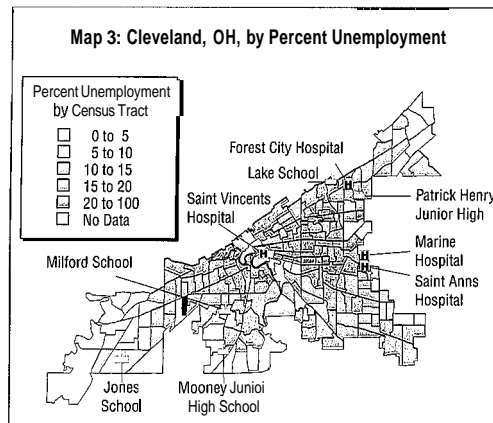 Map 3: Cleveland, OH, by Percent Unemployment
Percent Unemployment
by Census Tract
0 to 5
5 to 10
10 to 15
15 to 20
20 to 100
No Data
Forest City Hospital
Lake School
H
Saint Vincents
Hospital
Patrick Henry
Junior High
H
Marine
Hospital
H
H
Saint Anns
Hospital
Milford School
Jones
School
Mooney Junioi
High School